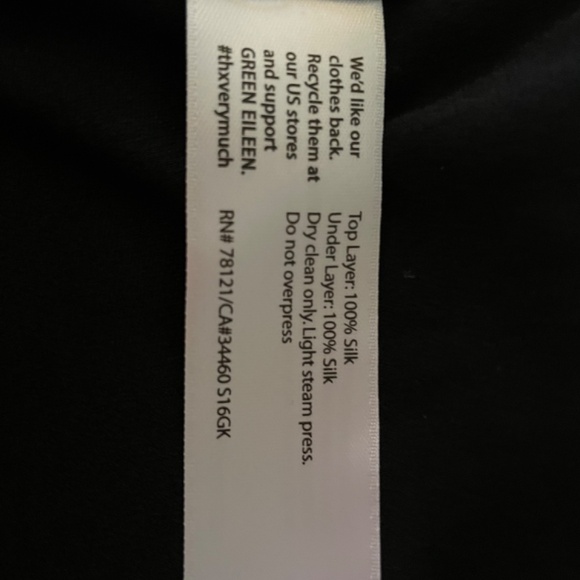 We'd like our
clothes back.
Recycle them at
our US stores
and support
GREEN EILEEN.
#thxverymuch
Top Layer: 100% Silk
Under Layer: 100% Silk
Dry clean only. Light steam press.
Do not overpress
RN# 78121/CA#34460 S16GK